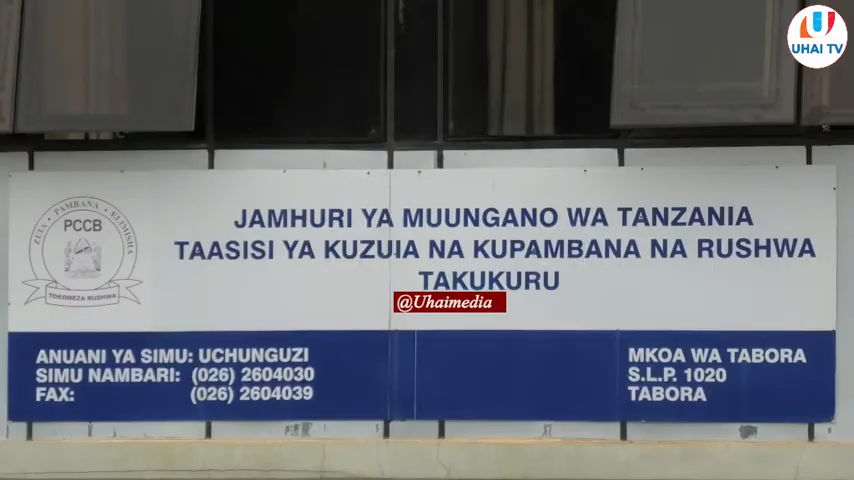 UHAI TV
ZUIA • PAMBANA • ELIMISHA
PCCB
TOKOMEZA RUSHWA
JAMHURI YA MUUNGANO WA TANZANIA
TAASISI YA KUZUIA NA KUPAMBANA NA RUSHWA
TAKUKURU
@Uhaimedia
ANUANI YA SIMU: UCHUNGUZI
SIMU NAMBARI: (026) 2604030
FAX: (026) 2604039
MKOA WA TABORA
S.L.P. 1020
TABORA